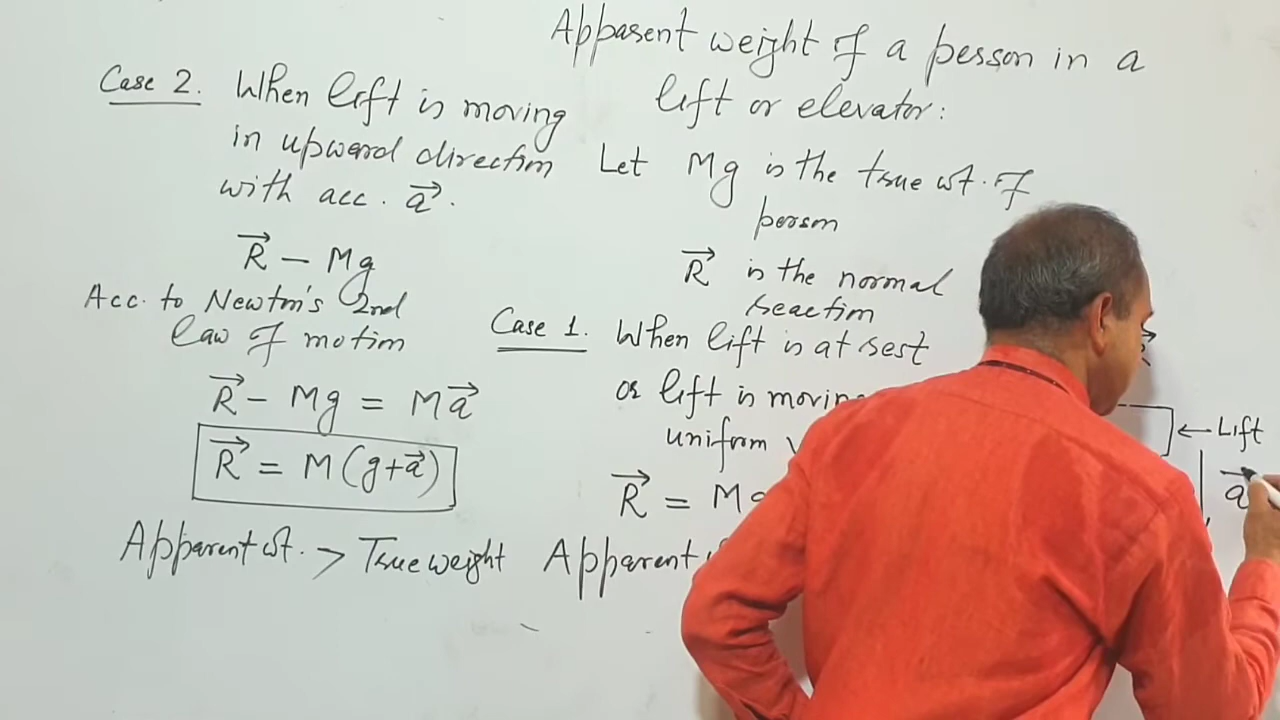 Apparent weight of a person in a
lift or elevator:
Let Mg is the true wt. of
person
R⃗ is the normal
reaction
Case 1. When lift is at rest
or lift is moving
uniform
R⃗ = Mg
Apparent
Case 2. When lift is moving
in upward direction
with acc. a⃗.
R⃗ – Mg
Acc. to Newton's 2nd
law of motion
R⃗ – Mg = Ma⃗
R⃗ = M(g+a⃗)
Apparent wt. > True weight
← Lift
a⃗